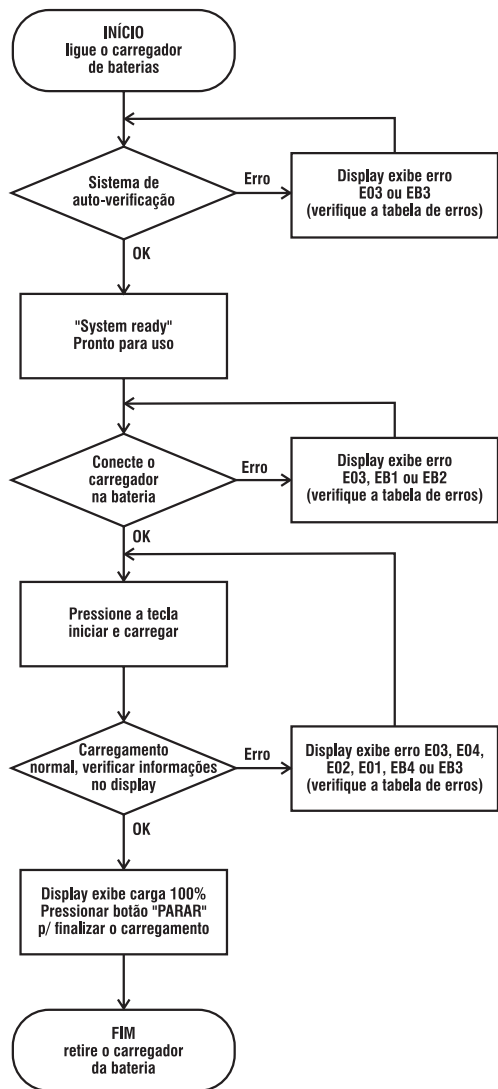 INÍCIO
ligue o carregador
de baterias
Sistema de
auto-verificação
Erro
Display exibe erro
E03 ou EB3
(verifique a tabela de erros)
OK
"System ready"
Pronto para uso
Conecte o
carregador
na bateria
Erro
Display exibe erro
E03, EB1 ou EB2
(verifique a tabela de erros)
OK
Pressione a tecla
iniciar e carregar
Carregamento
normal, verificar informações
no display
Erro
Display exibe erro E03, E04,
E02, E01, EB4 ou EB3
(verifique a tabela de erros)
OK
Display exibe carga 100%
Pressionar botão "PARAR"
p/ finalizar o carregamento
FIM
retire o carregador
da bateria